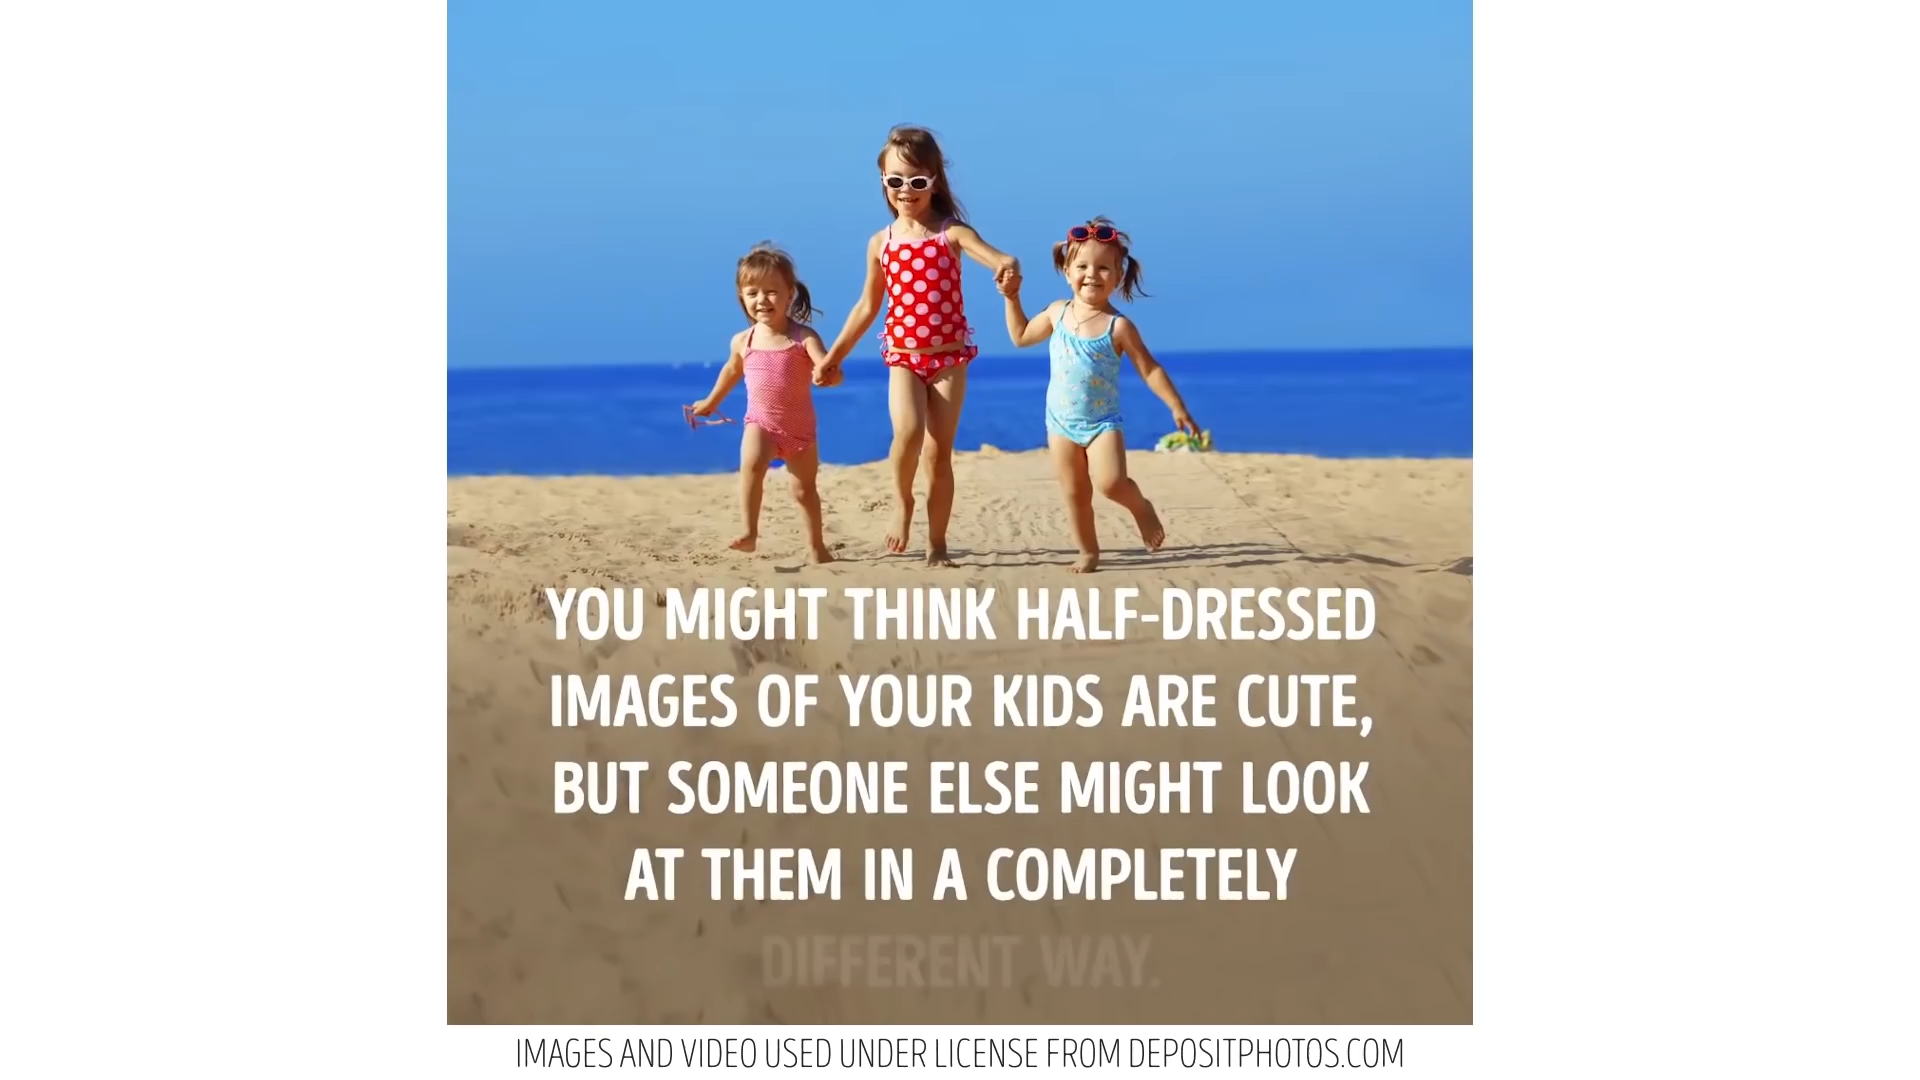 YOU MIGHT THINK HALF-DRESSED
IMAGES OF YOUR KIDS ARE CUTE,
BUT SOMEONE ELSE MIGHT LOOK
AT THEM IN A COMPLETELY
DIFFERENT WAY.
IMAGES AND VIDEO USED UNDER LICENSE FROM DEPOSITPHOTOS.COM